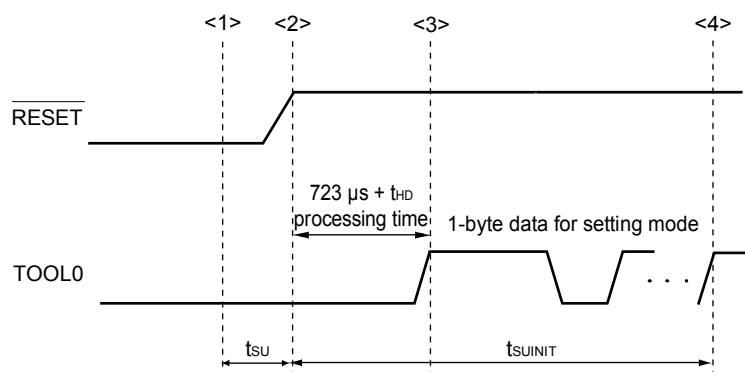 <1> <2> <3> <4>
RESET
723 µs + tHD
processing time
1-byte data for setting mode
TOOL0
. . .
tSU
tSUINIT